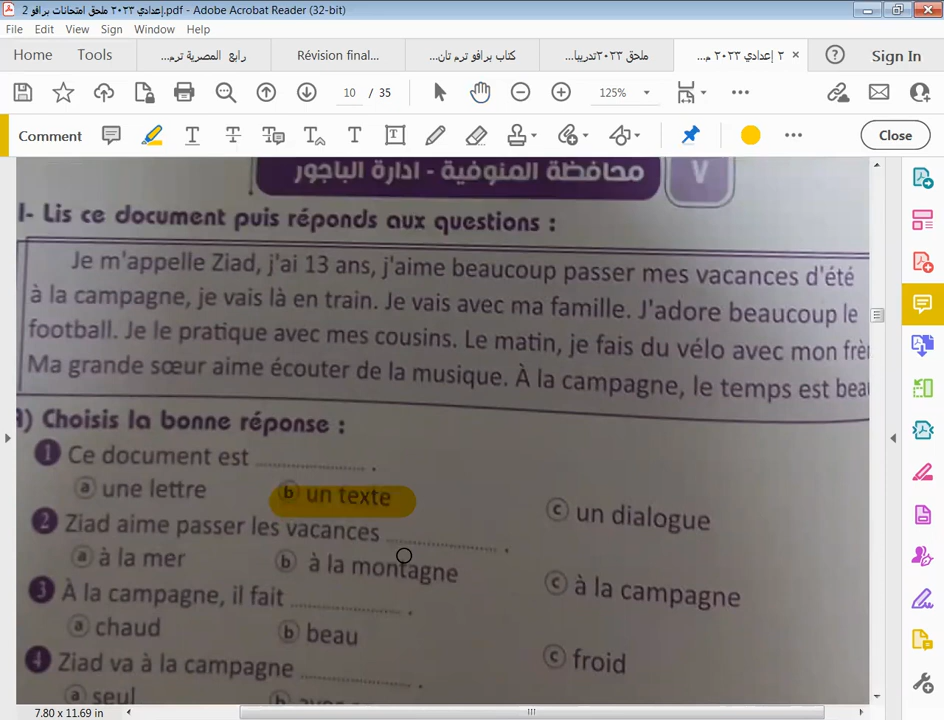 2 إعدادي ٢٠٢٣ ملحق امتحانات برافو.pdf - Adobe Acrobat Reader (32-bit)
File Edit View Sign Window Help
Home Tools رابع المصرية ترم... Révision final... كتاب برافو ترم تان... ملحق ٢٠٢٣تدريبا... ٢ إعدادي ٢٠٢٣ م... Sign In
10 / 35 125%
Comment Close
محافظة المنوفية - ادارة الباجور ٧
I- Lis ce document puis réponds aux questions :
Je m'appelle Ziad, j'ai 13 ans, j'aime beaucoup passer mes vacances d'été
à la campagne, je vais là en train. Je vais avec ma famille. J'adore beaucoup le
football. Je le pratique avec mes cousins. Le matin, je fais du vélo avec mon frèr
Ma grande sœur aime écouter de la musique. À la campagne, le temps est beau
A) Choisis la bonne réponse :
1 Ce document est .................... .
a une lettre b un texte c un dialogue
2 Ziad aime passer les vacances .................... .
a à la mer b à la montagne c à la campagne
3 À la campagne, il fait .................... .
a chaud b beau c froid
4 Ziad va à la campagne .................... .
a seul b
7.80 x 11.69 in